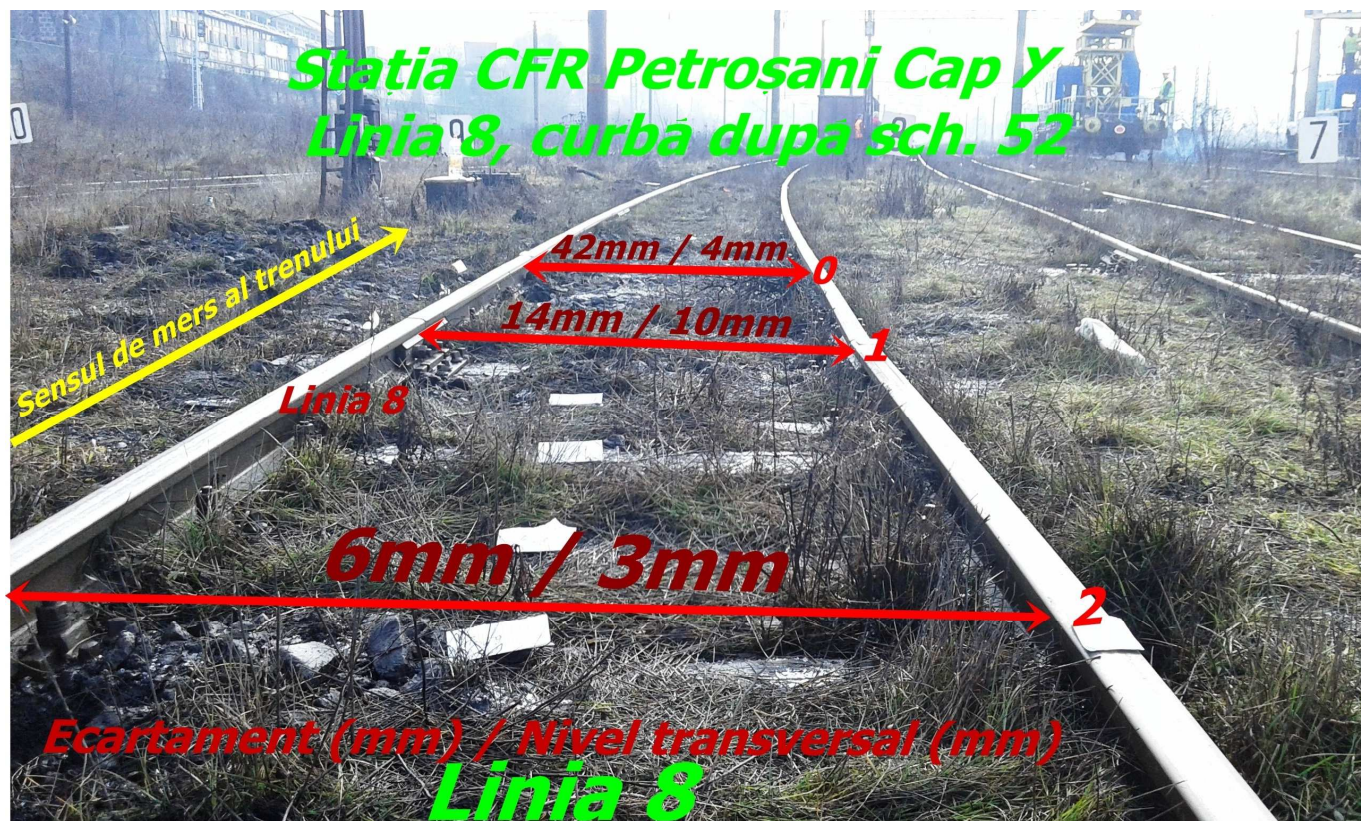 Stația CFR Petroșani Cap Y
Linia 8, curbă după sch. 52
7
Sensul de mers al trenului
42mm / 4mm
0
14mm / 10mm
1
Linia 8
6mm / 3mm
2
Ecartament (mm) / Nivel transversal (mm)
Linia 8